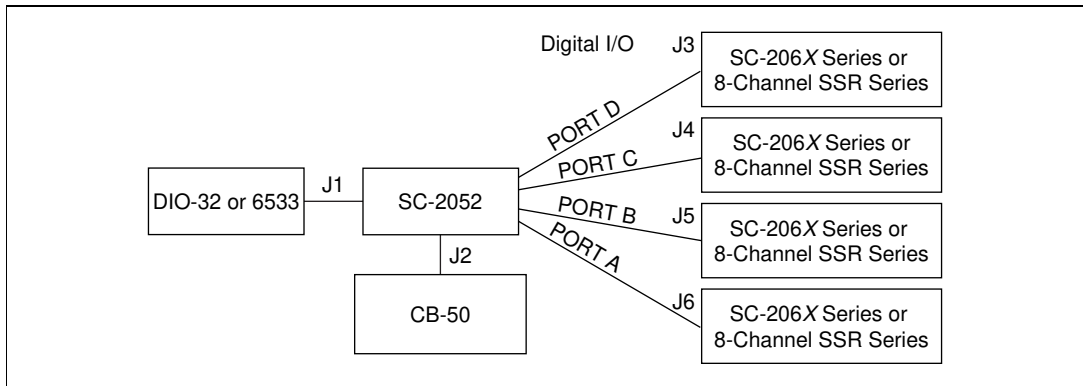 Digital I/O
J3
SC-206X Series or
8-Channel SSR Series
PORT D
J4
SC-206X Series or
8-Channel SSR Series
PORT C
DIO-32 or 6533
J1
SC-2052
PORT B
J5
SC-206X Series or
8-Channel SSR Series
PORT A
J2
CB-50
J6
SC-206X Series or
8-Channel SSR Series